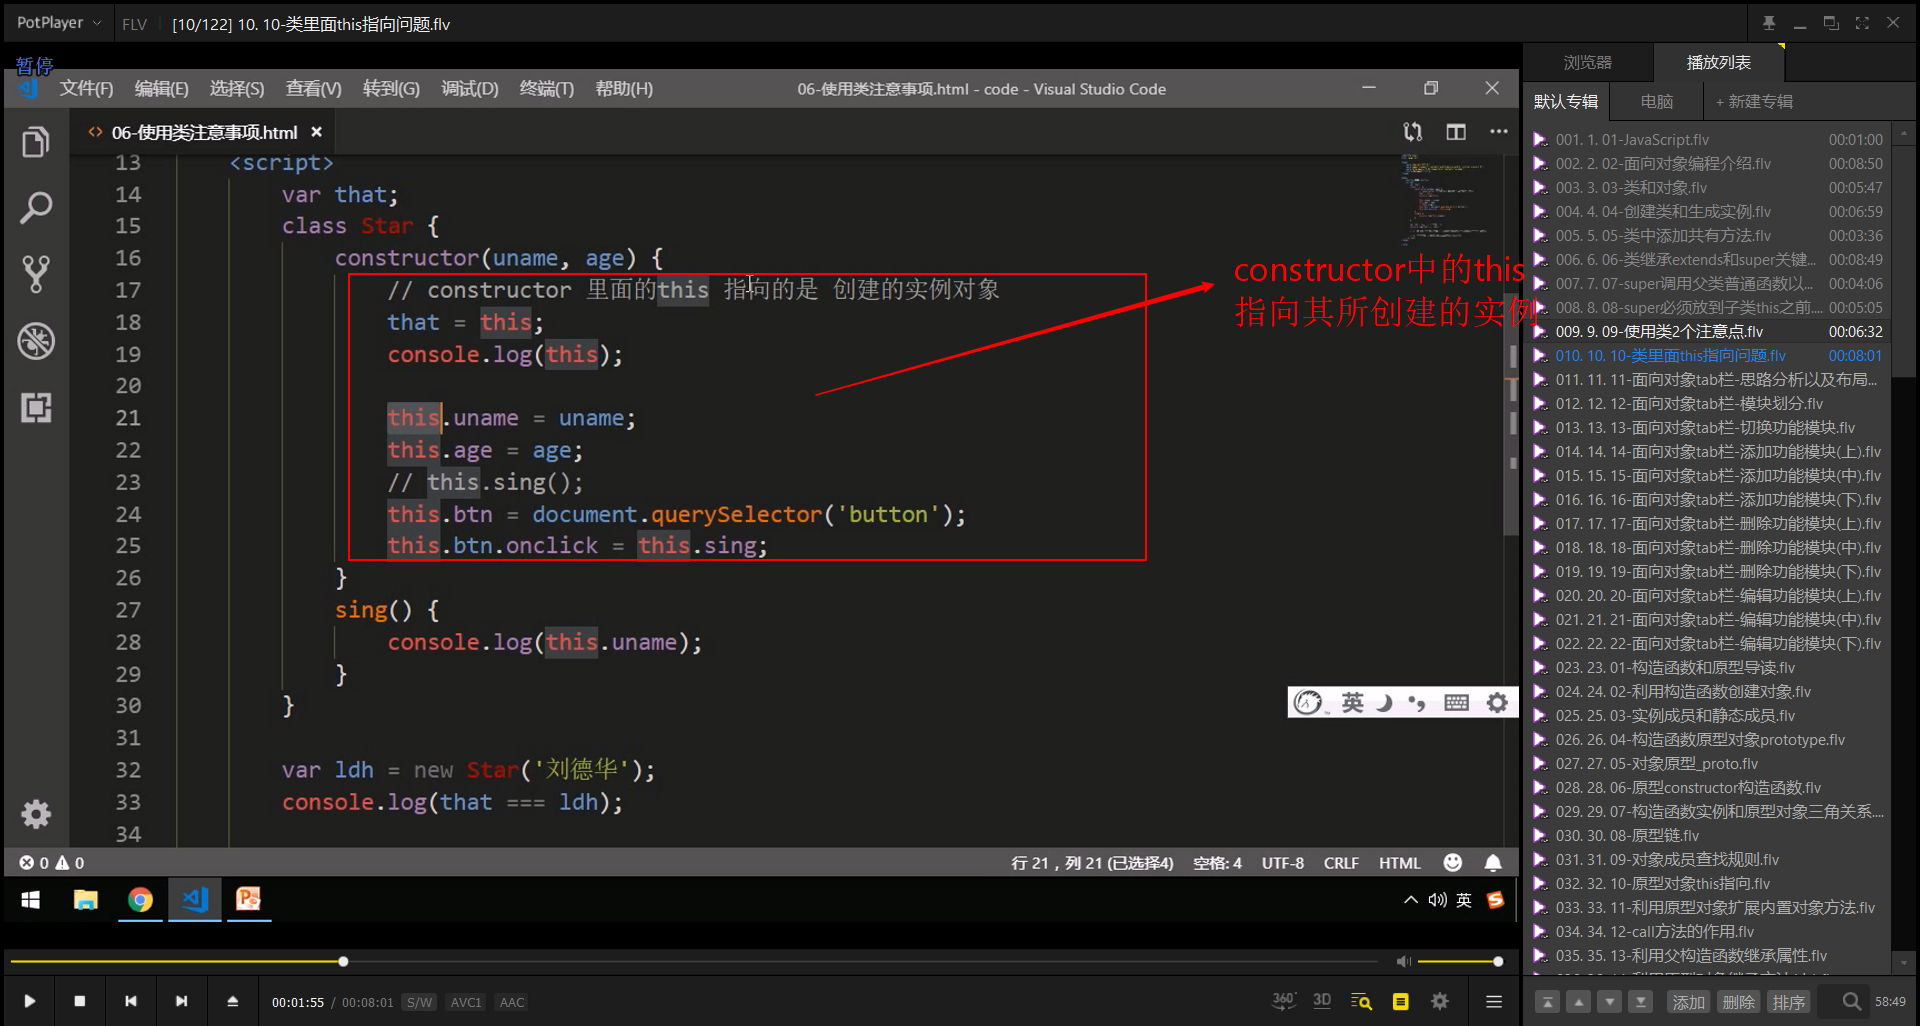 PotPlayer
FLV
[10/122] 10. 10-类里面this指向问题.flv
暂停
文件(F) 编辑(E) 选择(S) 查看(V) 转到(G) 调试(D) 终端(T) 帮助(H)
06-使用类注意事项.html - code - Visual Studio Code
06-使用类注意事项.html
13 <script>
14 var that;
15 class Star {
16 constructor(uname, age) {
17 // constructor 里面的this 指向的是 创建的实例对象
18 that = this;
19 console.log(this);
20
21 this.uname = uname;
22 this.age = age;
23 // this.sing();
24 this.btn = document.querySelector('button');
25 this.btn.onclick = this.sing;
26 }
27 sing() {
28 console.log(this.uname);
29 }
30 }
31
32 var ldh = new Star('刘德华');
33 console.log(that === ldh);
34
constructor中的this
指向其所创建的实例
英
0 0
行 21，列 21 (已选择4) 空格: 4 UTF-8 CRLF HTML
英
00:01:55 / 00:08:01 S/W AVC1 AAC
360° 3D
浏览器 播放列表
默认专辑 电脑 + 新建专辑
001. 1. 01-JavaScript.flv 00:01:00
002. 2. 02-面向对象编程介绍.flv 00:08:50
003. 3. 03-类和对象.flv 00:05:47
004. 4. 04-创建类和生成实例.flv 00:06:59
005. 5. 05-类中添加共有方法.flv 00:03:36
006. 6. 06-类继承extends和super关键... 00:08:49
007. 7. 07-super调用父类普通函数以... 00:04:06
008. 8. 08-super必须放到子类this之前.... 00:05:05
009. 9. 09-使用类2个注意点.flv 00:06:32
010. 10. 10-类里面this指向问题.flv 00:08:01
011. 11. 11-面向对象tab栏-思路分析以及布局...
012. 12. 12-面向对象tab栏-模块划分.flv
013. 13. 13-面向对象tab栏-切换功能模块.flv
014. 14. 14-面向对象tab栏-添加功能模块(上).flv
015. 15. 15-面向对象tab栏-添加功能模块(中).flv
016. 16. 16-面向对象tab栏-添加功能模块(下).flv
017. 17. 17-面向对象tab栏-删除功能模块(上).flv
018. 18. 18-面向对象tab栏-删除功能模块(中).flv
019. 19. 19-面向对象tab栏-删除功能模块(下).flv
020. 20. 20-面向对象tab栏-编辑功能模块(上).flv
021. 21. 21-面向对象tab栏-编辑功能模块(中).flv
022. 22. 22-面向对象tab栏-编辑功能模块(下).flv
023. 23. 01-构造函数和原型导读.flv
024. 24. 02-利用构造函数创建对象.flv
025. 25. 03-实例成员和静态成员.flv
026. 26. 04-构造函数原型对象prototype.flv
027. 27. 05-对象原型_proto.flv
028. 28. 06-原型constructor构造函数.flv
029. 29. 07-构造函数实例和原型对象三角关系....
030. 30. 08-原型链.flv
031. 31. 09-对象成员查找规则.flv
032. 32. 10-原型对象this指向.flv
033. 33. 11-利用原型对象扩展内置对象方法.flv
034. 34. 12-call方法的作用.flv
035. 35. 13-利用父构造函数继承属性.flv
添加 删除 排序 58:49